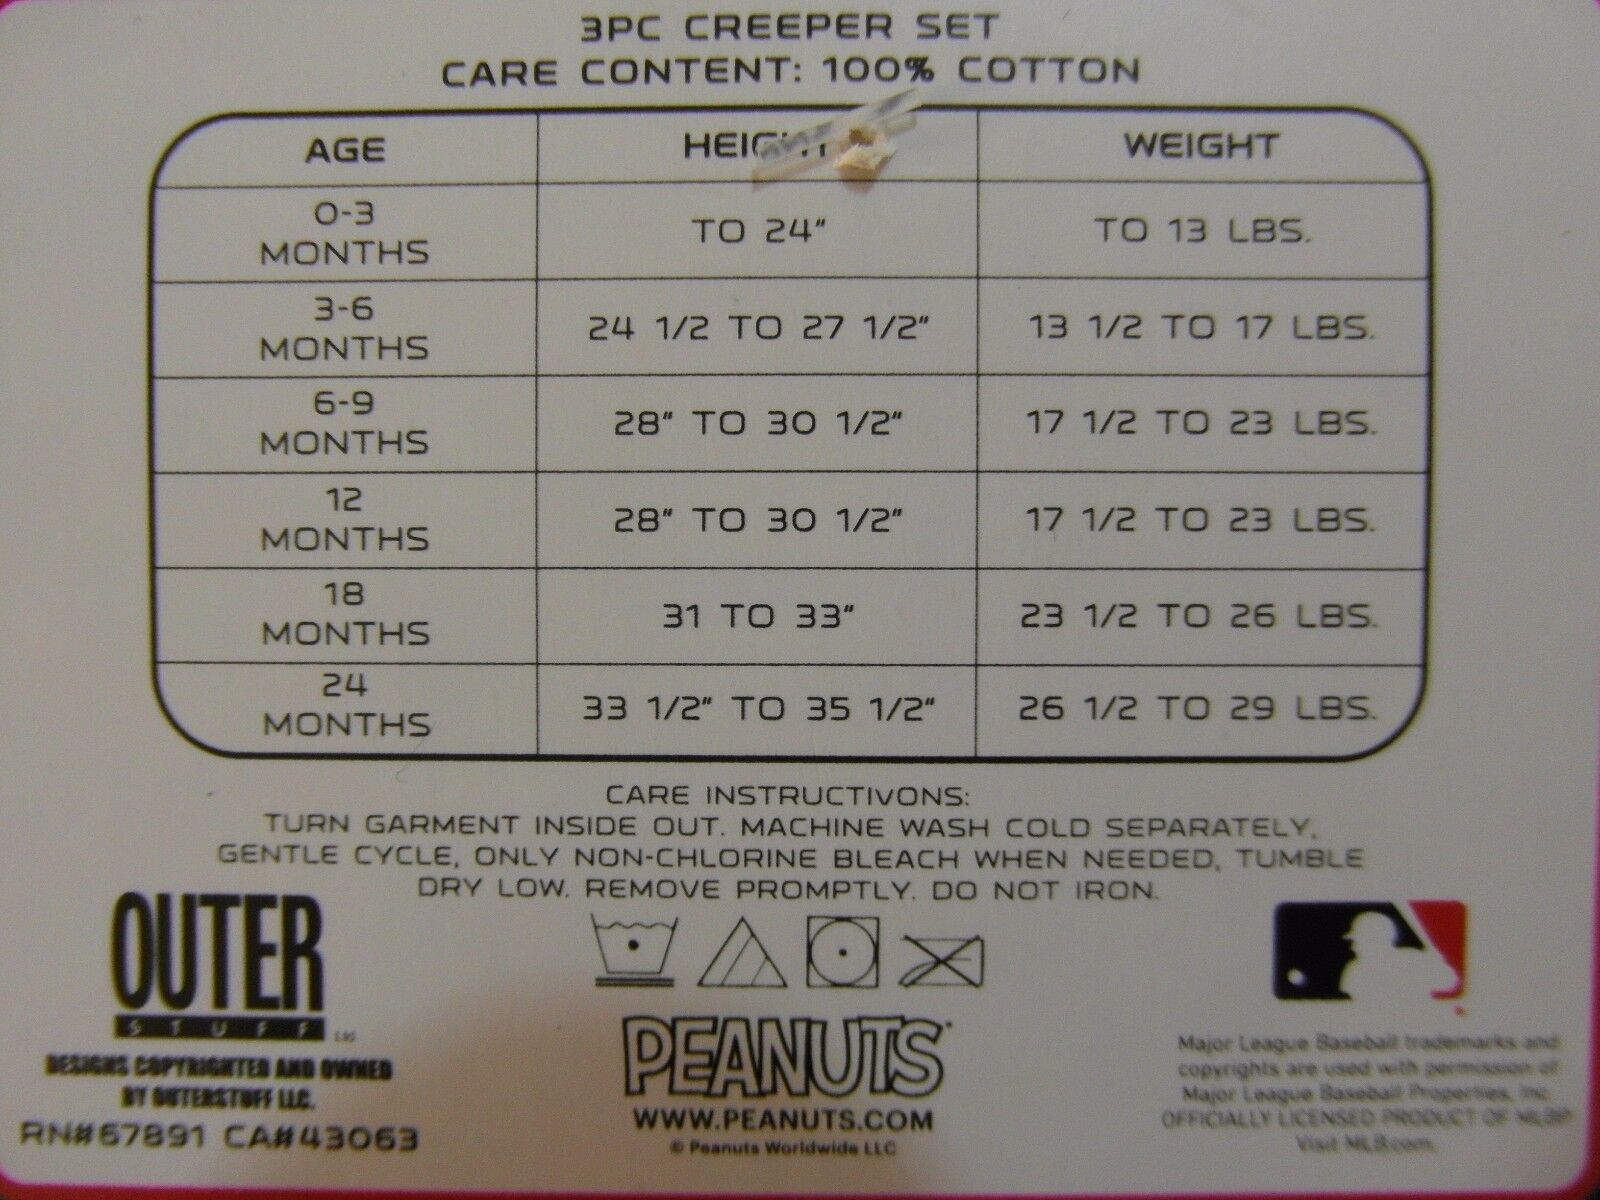 3PC CREEPER SET
CARE CONTENT: 100% COTTON
AGE HEIGHT WEIGHT
0-3 MONTHS TO 24" TO 13 LBS.
3-6 MONTHS 24 1/2 TO 27 1/2" 13 1/2 TO 17 LBS.
6-9 MONTHS 28" TO 30 1/2" 17 1/2 TO 23 LBS.
12 MONTHS 28" TO 30 1/2" 17 1/2 TO 23 LBS.
18 MONTHS 31 TO 33" 23 1/2 TO 26 LBS.
24 MONTHS 33 1/2" TO 35 1/2" 26 1/2 TO 29 LBS.
CARE INSTRUCTIVONS:
TURN GARMENT INSIDE OUT. MACHINE WASH COLD SEPARATELY,
GENTLE CYCLE, ONLY NON-CHLORINE BLEACH WHEN NEEDED, TUMBLE
DRY LOW. REMOVE PROMPTLY. DO NOT IRON.
OUTER
STUFF Ltd.
DESIGNS COPYRIGHTED AND OWNED
BY OUTERSTUFF LLC.
RN#67891 CA#43063
PEANUTS
WWW.PEANUTS.COM
© Peanuts Worldwide LLC
Major League Baseball trademarks and
copyrights are used with permission of
Major League Baseball Properties, Inc.
OFFICIALLY LICENSED PRODUCT OF MLBP
Visit MLB.com.